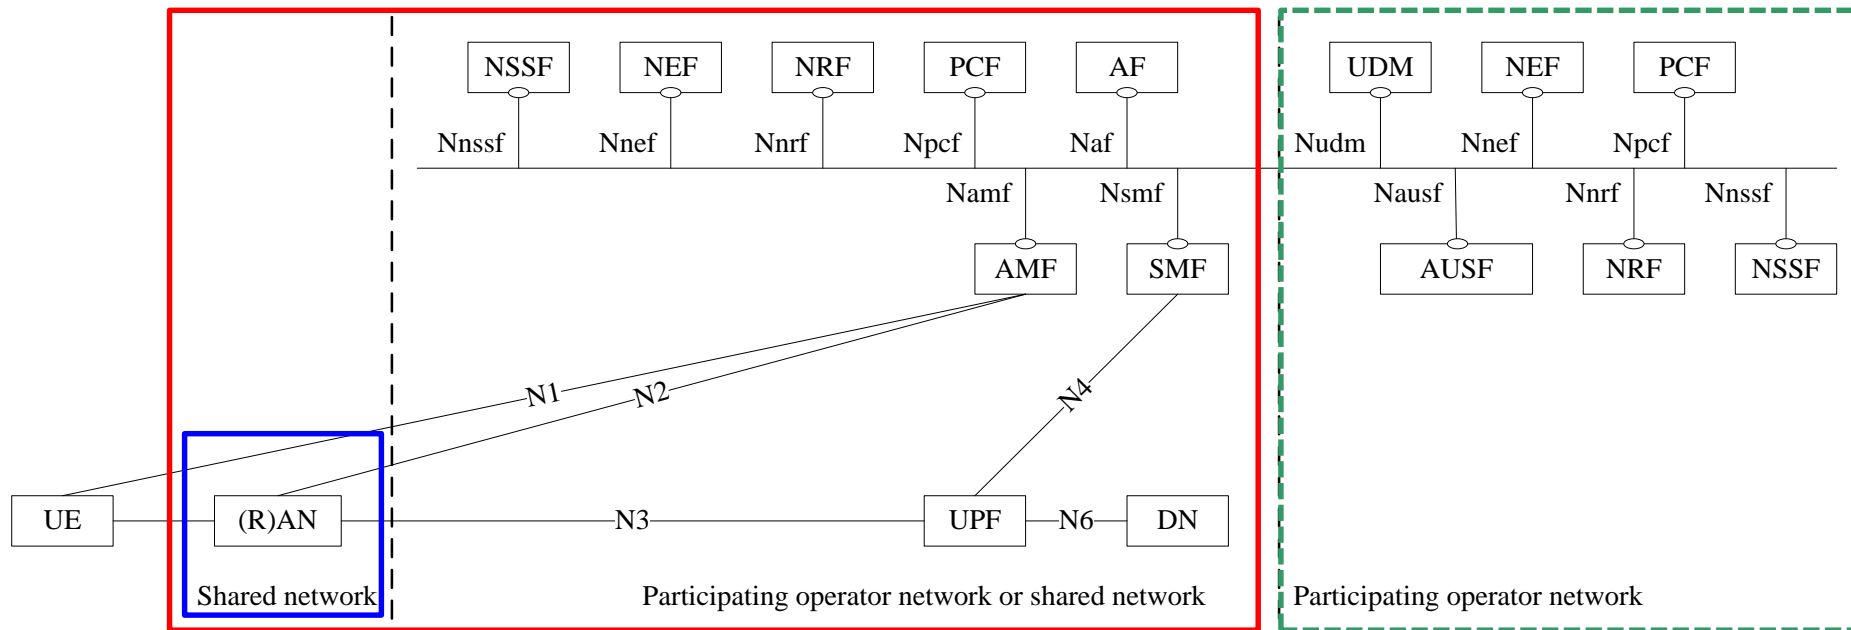 NSSF NEF NRF PCF AF UDM NEF PCF
Nnssf Nnef Nnrf Npcf Naf Nudm Nnef Npcf
Namf Nsmf Nausf Nnrf Nnssf
AMF SMF AUSF NRF NSSF
N1 N2 N4
UE (R)AN N3 UPF N6 DN
Shared network Participating operator network or shared network Participating operator network